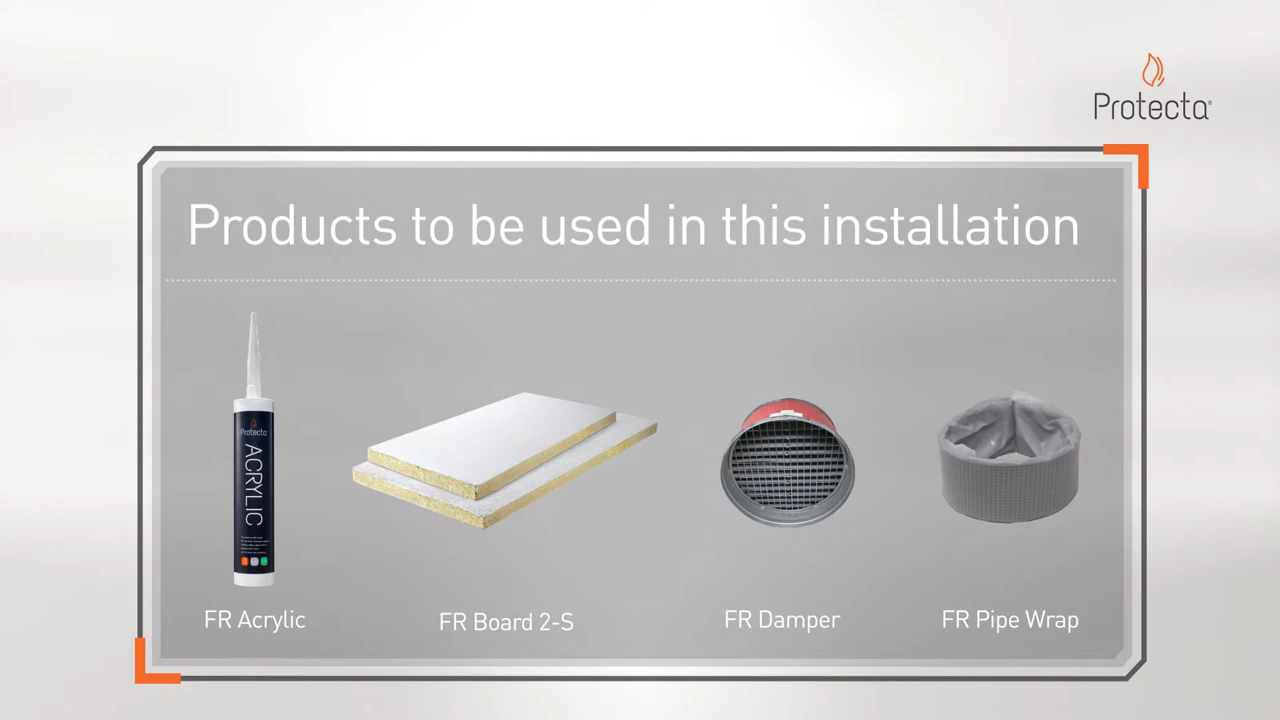 Protecta®
Products to be used in this installation
Protecta
ACRYLIC
FR Acrylic
FR Board 2-S
FR Damper
FR Pipe Wrap